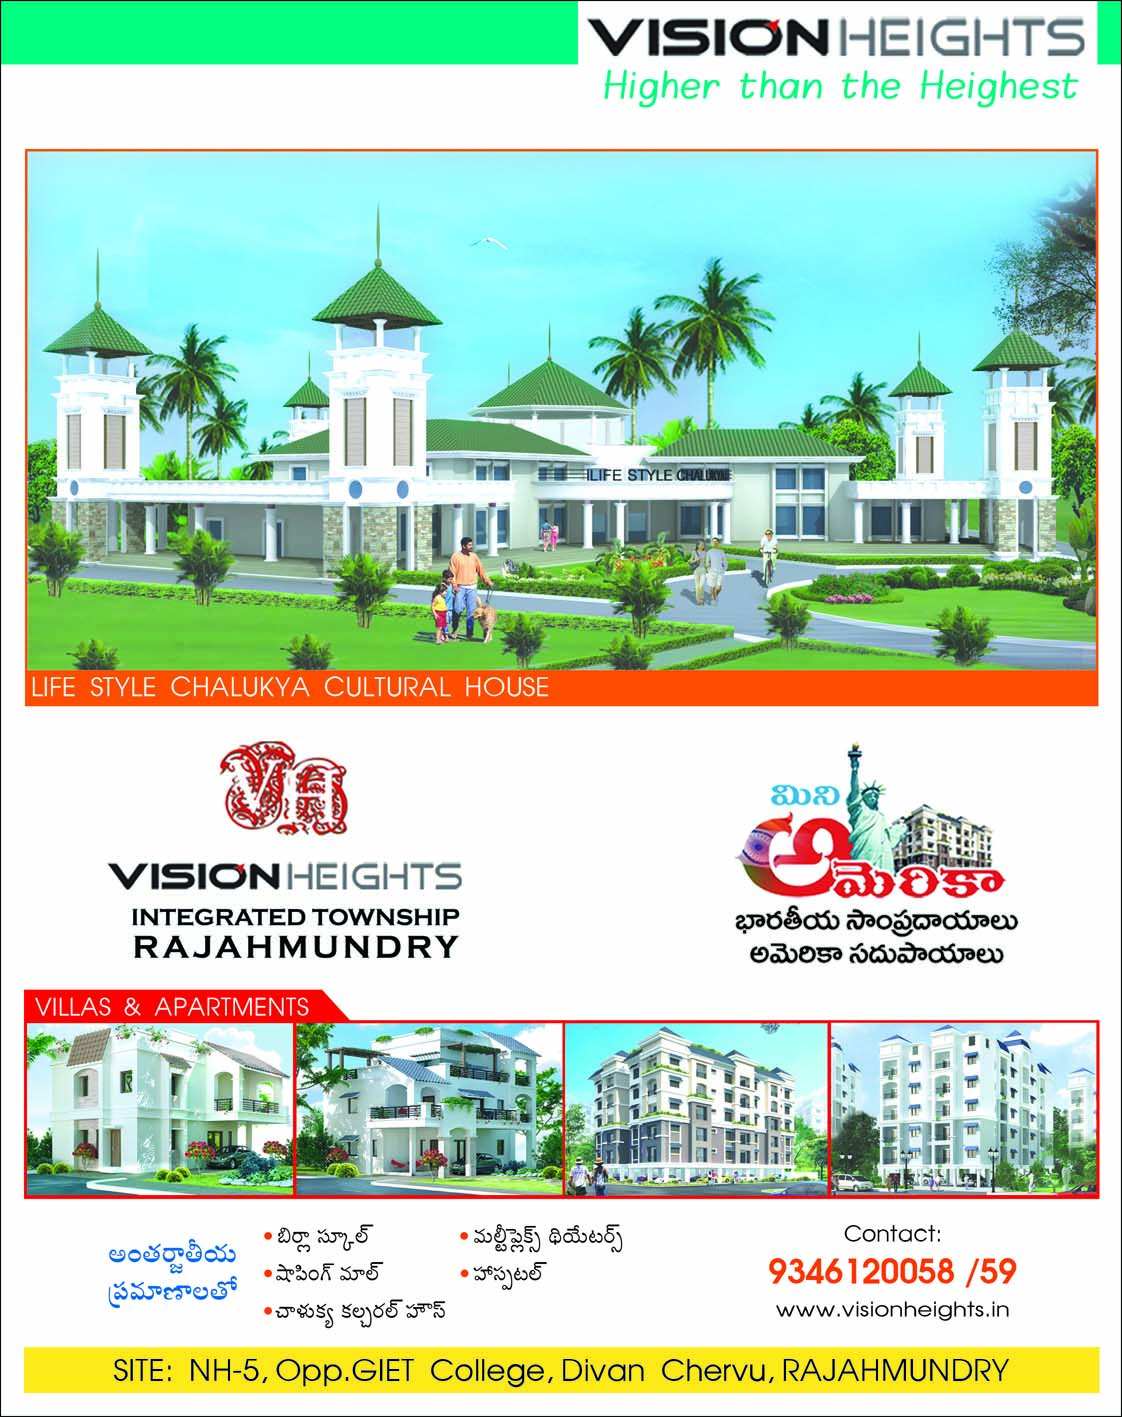 VISION HEIGHTS
Higher than the Heighest
LIFE STYLE CHALUKYA
LIFE STYLE CHALUKYA CULTURAL HOUSE
VH
VISION HEIGHTS
INTEGRATED TOWNSHIP
RAJAHMUNDRY
మిని
అమెరికా
భారతీయ సాంప్రదాయాలు
అమెరికా సదుపాయాలు
VILLAS & APARTMENTS
అంతర్జాతీయ
ప్రమాణాలతో
•బిర్లా స్కూల్
•షాపింగ్ మాల్
•చాళుక్య కల్చరల్ హౌస్
•మల్టీప్లెక్స్ థియేటర్స్
•హాస్పటల్
Contact:
9346120058 /59
www.visionheights.in
SITE: NH-5, Opp.GIET College, Divan Chervu, RAJAHMUNDRY